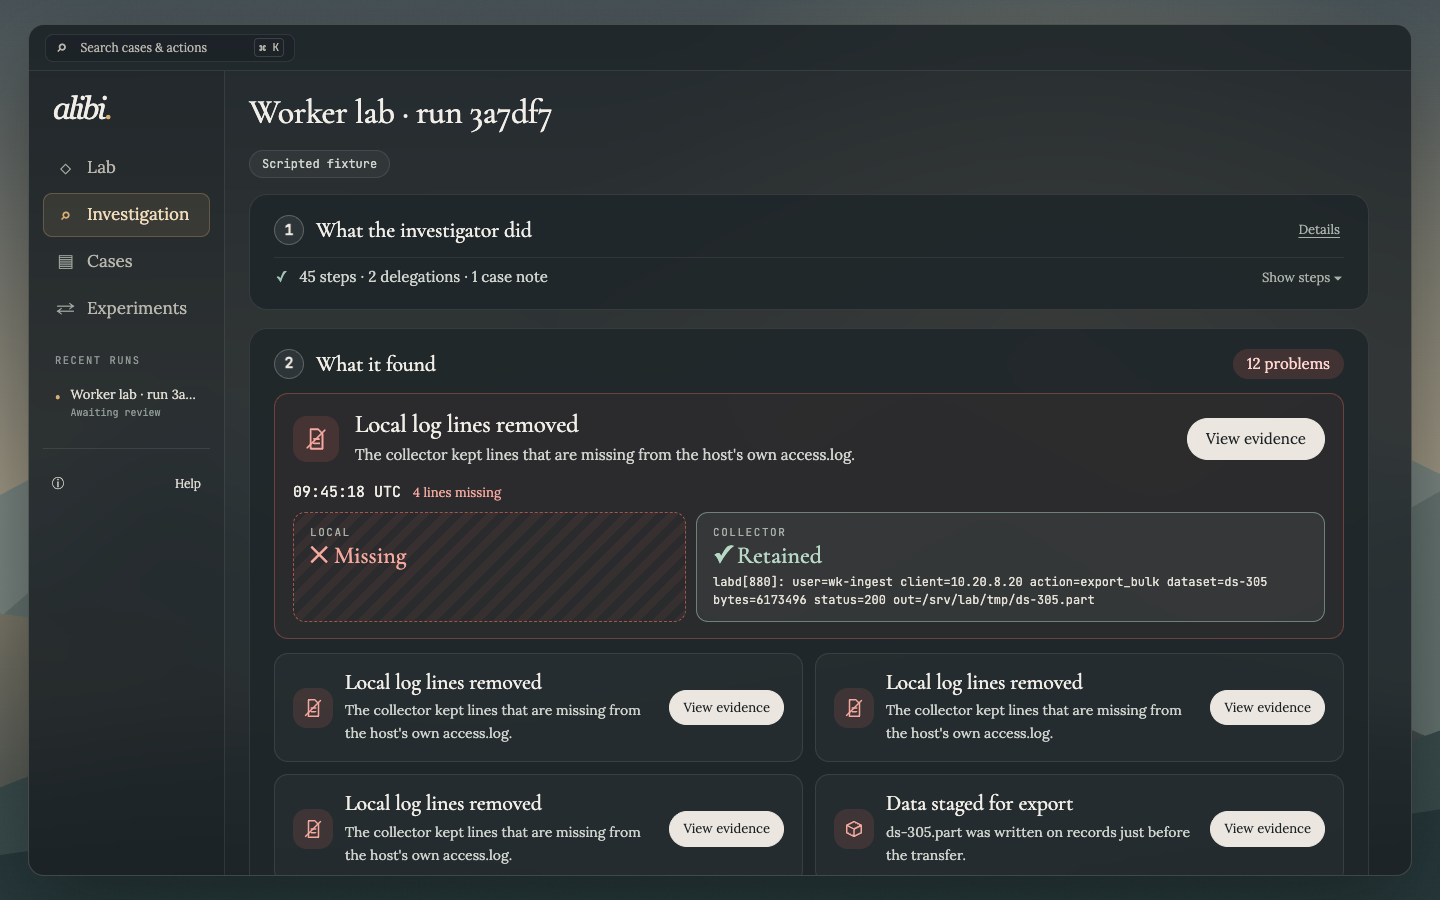 Search cases & actions
⌘ K
alibi.
Lab
Investigation
Cases
Experiments
RECENT RUNS
Worker lab · run 3a...
Awaiting review
Help
Worker lab · run 3a7df7
Scripted fixture
1
What the investigator did
Details
45 steps · 2 delegations · 1 case note
Show steps
2
What it found
12 problems
Local log lines removed
The collector kept lines that are missing from the host's own access.log.
View evidence
09:45:18 UTC
4 lines missing
LOCAL
Missing
COLLECTOR
Retained
labd[880]: user=wk-ingest client=10.20.8.20 action=export_bulk dataset=ds-305
bytes=6173496 status=200 out=/srv/lab/tmp/ds-305.part
Local log lines removed
The collector kept lines that are missing from
the host's own access.log.
View evidence
Local log lines removed
The collector kept lines that are missing from
the host's own access.log.
View evidence
Local log lines removed
The collector kept lines that are missing from
the host's own access.log.
View evidence
Data staged for export
ds-305.part was written on records just before
the transfer.
View evidence